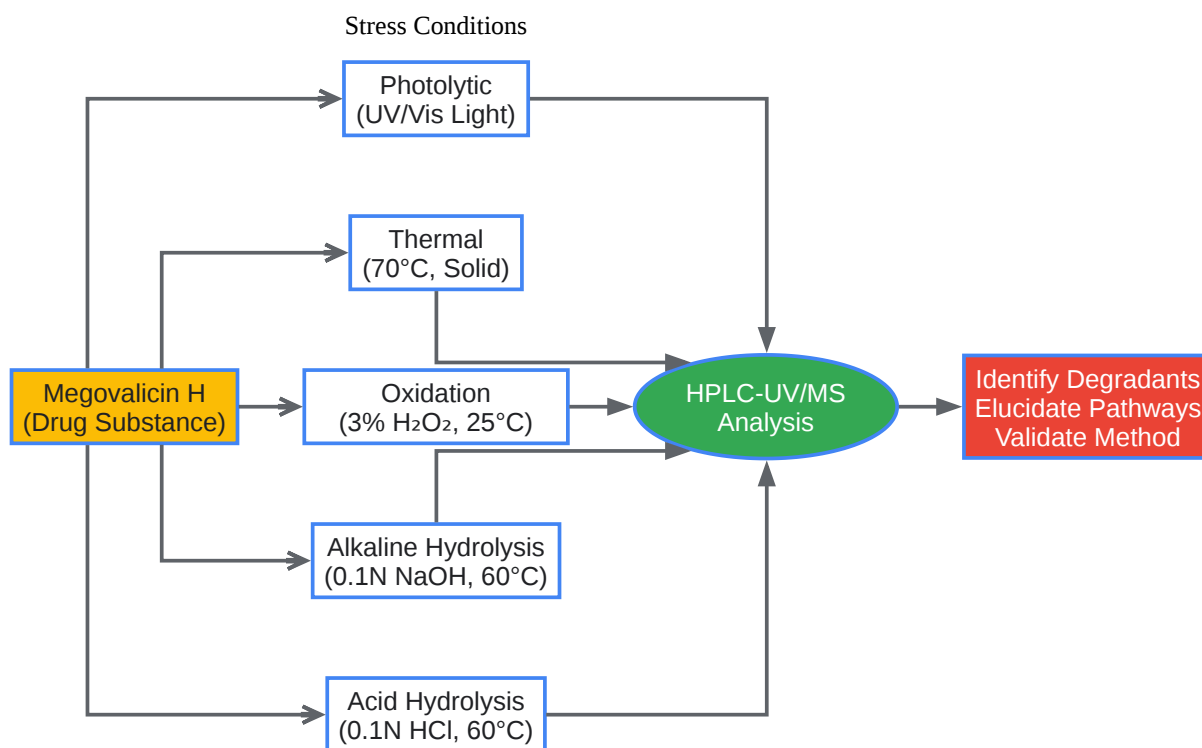 Stress Conditions
Photolytic
(UV/Vis Light)
Thermal
(70°C, Solid)
Megovalicin H
(Drug Substance)
Oxidation
(3% H₂O₂, 25°C)
HPLC-UV/MS
Analysis
Identify Degradants
Elucidate Pathways
Validate Method
Alkaline Hydrolysis
(0.1N NaOH, 60°C)
Acid Hydrolysis
(0.1N HCl, 60°C)